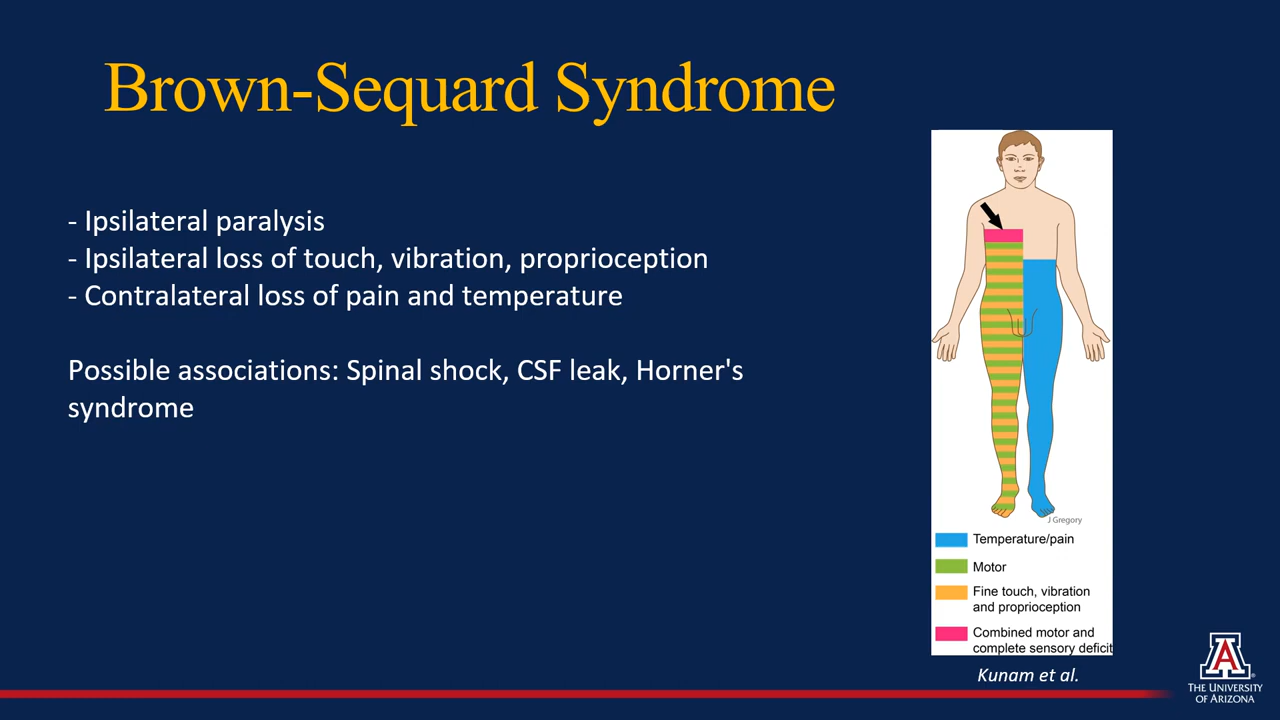 Brown-Sequard Syndrome
- Ipsilateral paralysis
- Ipsilateral loss of touch, vibration, proprioception
- Contralateral loss of pain and temperature
Possible associations: Spinal shock, CSF leak, Horner's
syndrome
J Gregory
Temperature/pain
Motor
Fine touch, vibration
and proprioception
Combined motor and
complete sensory deficit
Kunam et al.
A
THE UNIVERSITY
OF ARIZONA